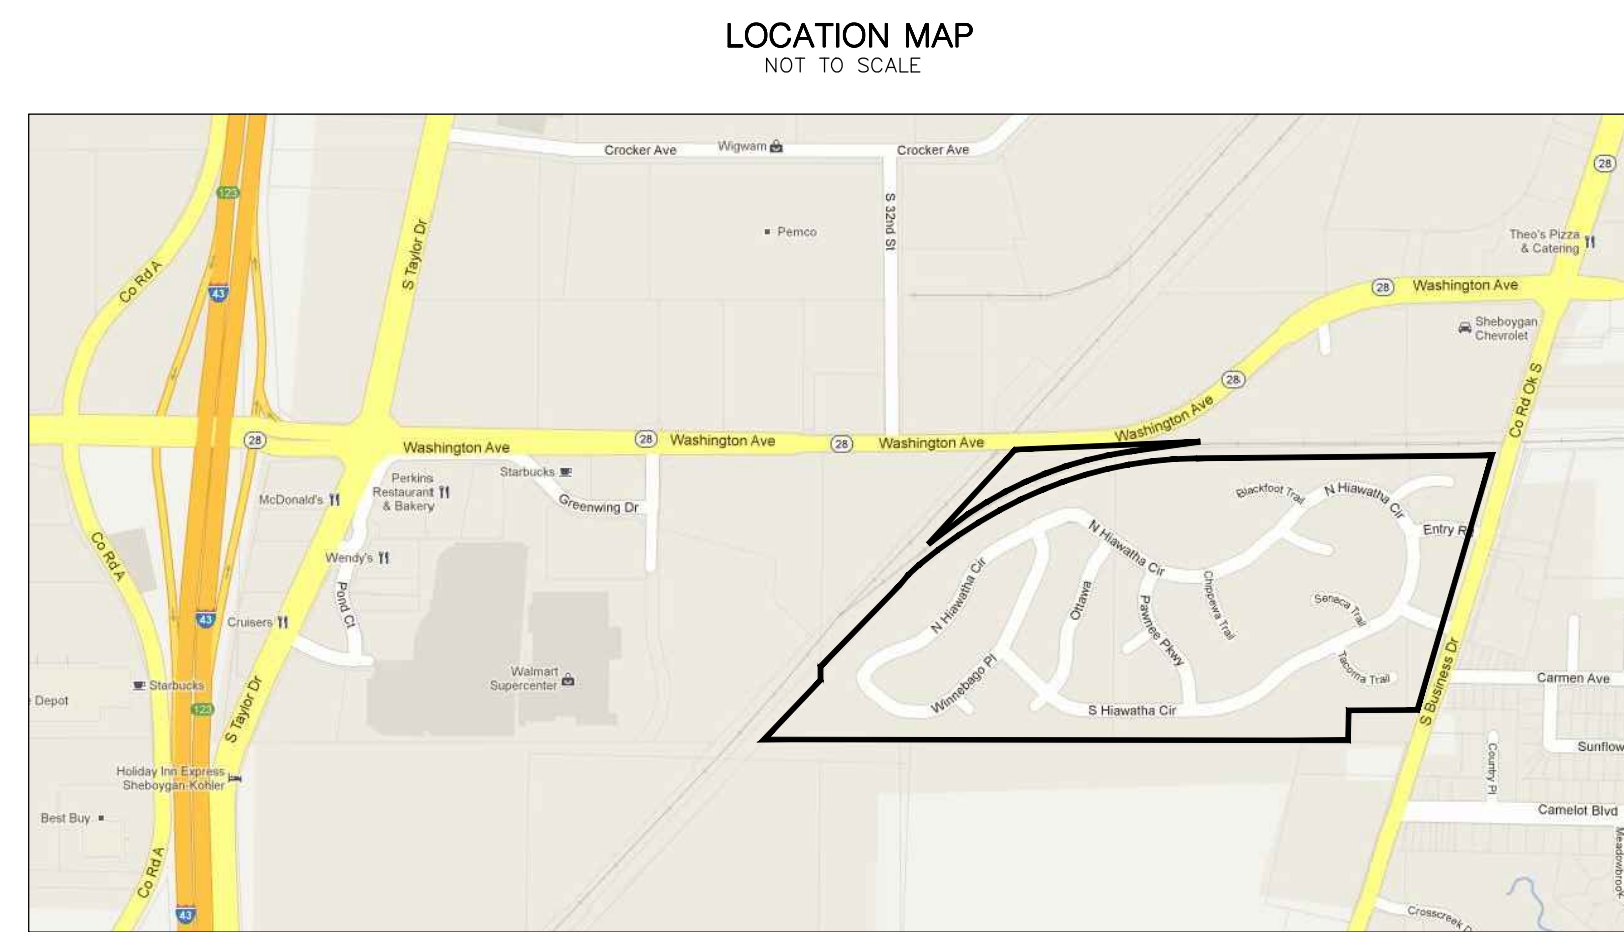 LOCATION MAP
NOT TO SCALE
Crocker Ave
Wigwam
Crocker Ave
28
123
S 32nd St
Pemco
S Taylor Dr
Theo's Pizza
& Catering
Co Rd A
43
28
Washington Ave
Sheboygan
Chevrolet
28
Co Rd Ok S
Washington Ave
28
Washington Ave
28
Washington Ave
28
Washington Ave
Washington Ave
Starbucks
Perkins
Restaurant
& Bakery
McDonald's
Greenwing Dr
Blackfoot Trail
N Hiawatha Cir
Entry R
Co Rd A
Wendy's
Pond Ct
N Hiawatha Cir
N Hiawatha Cir
Ottawa
Pawnee Pkwy
Chippewa Trail
Seneca Trail
43
Cruisers
Walmart
Supercenter
Winnebago Pl
Tacoma Trail
S Business Dr
Carmen Ave
Starbucks
e Depot
123
S Taylor Dr
S Hiawatha Cir
Sunflow
Country Pl
Holiday Inn Express
Sheboygan-Kohler
Best Buy
Camelot Blvd
Meadowbrook
Co Rd A
43
Crosscreek D